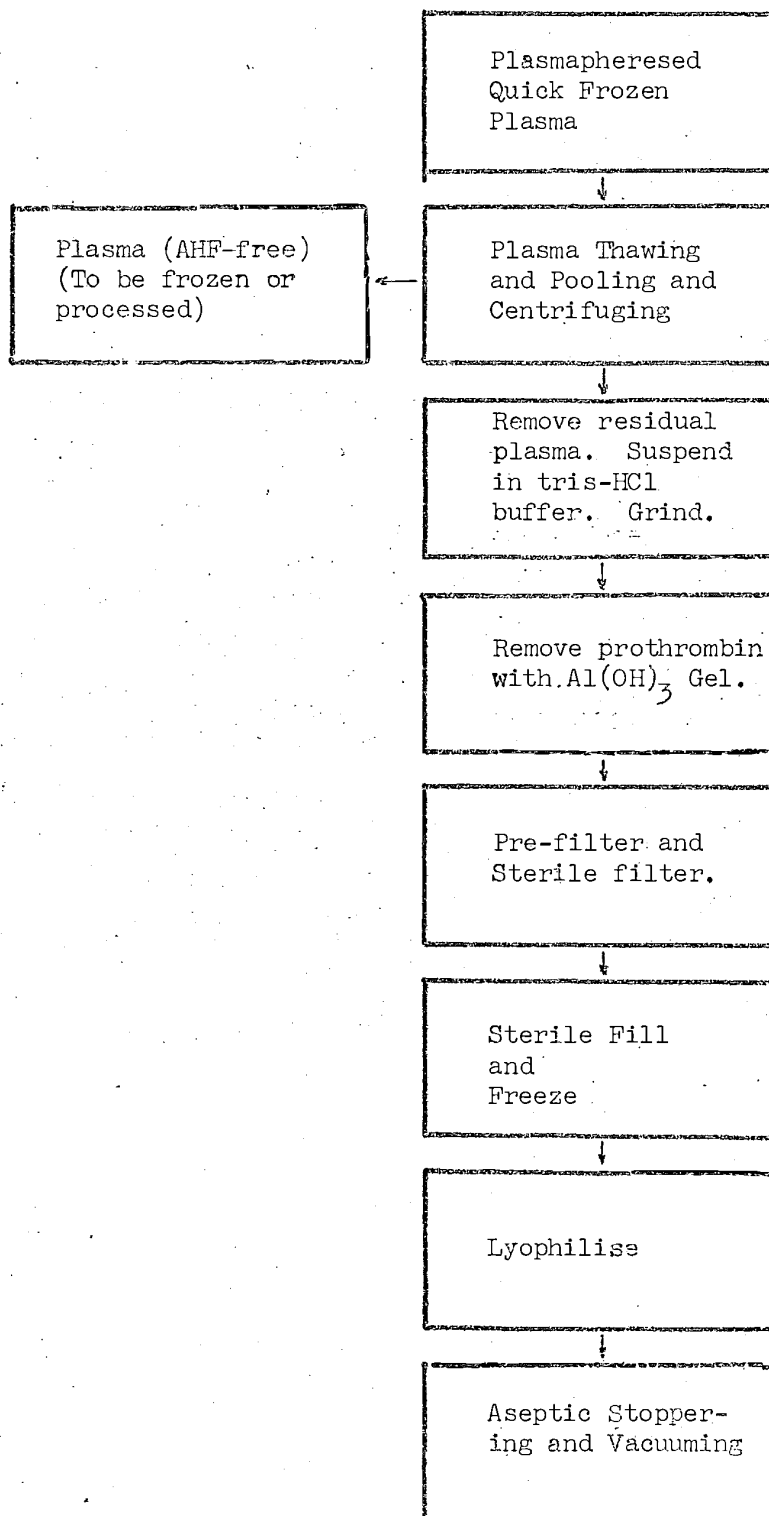 Plasmapheresed
Quick Frozen
Plasma
Plasma (AHF-free)
(To be frozen or
processed)
Plasma Thawing
and Pooling and
Centrifuging
Remove residual
plasma. Suspend
in tris-HCl
buffer. Grind.
Remove prothrombin
with Al(OH)3 Gel.
Pre-filter and
Sterile filter.
Sterile Fill
and
Freeze
Lyophilise
Aseptic Stopper-
ing and Vacuuming